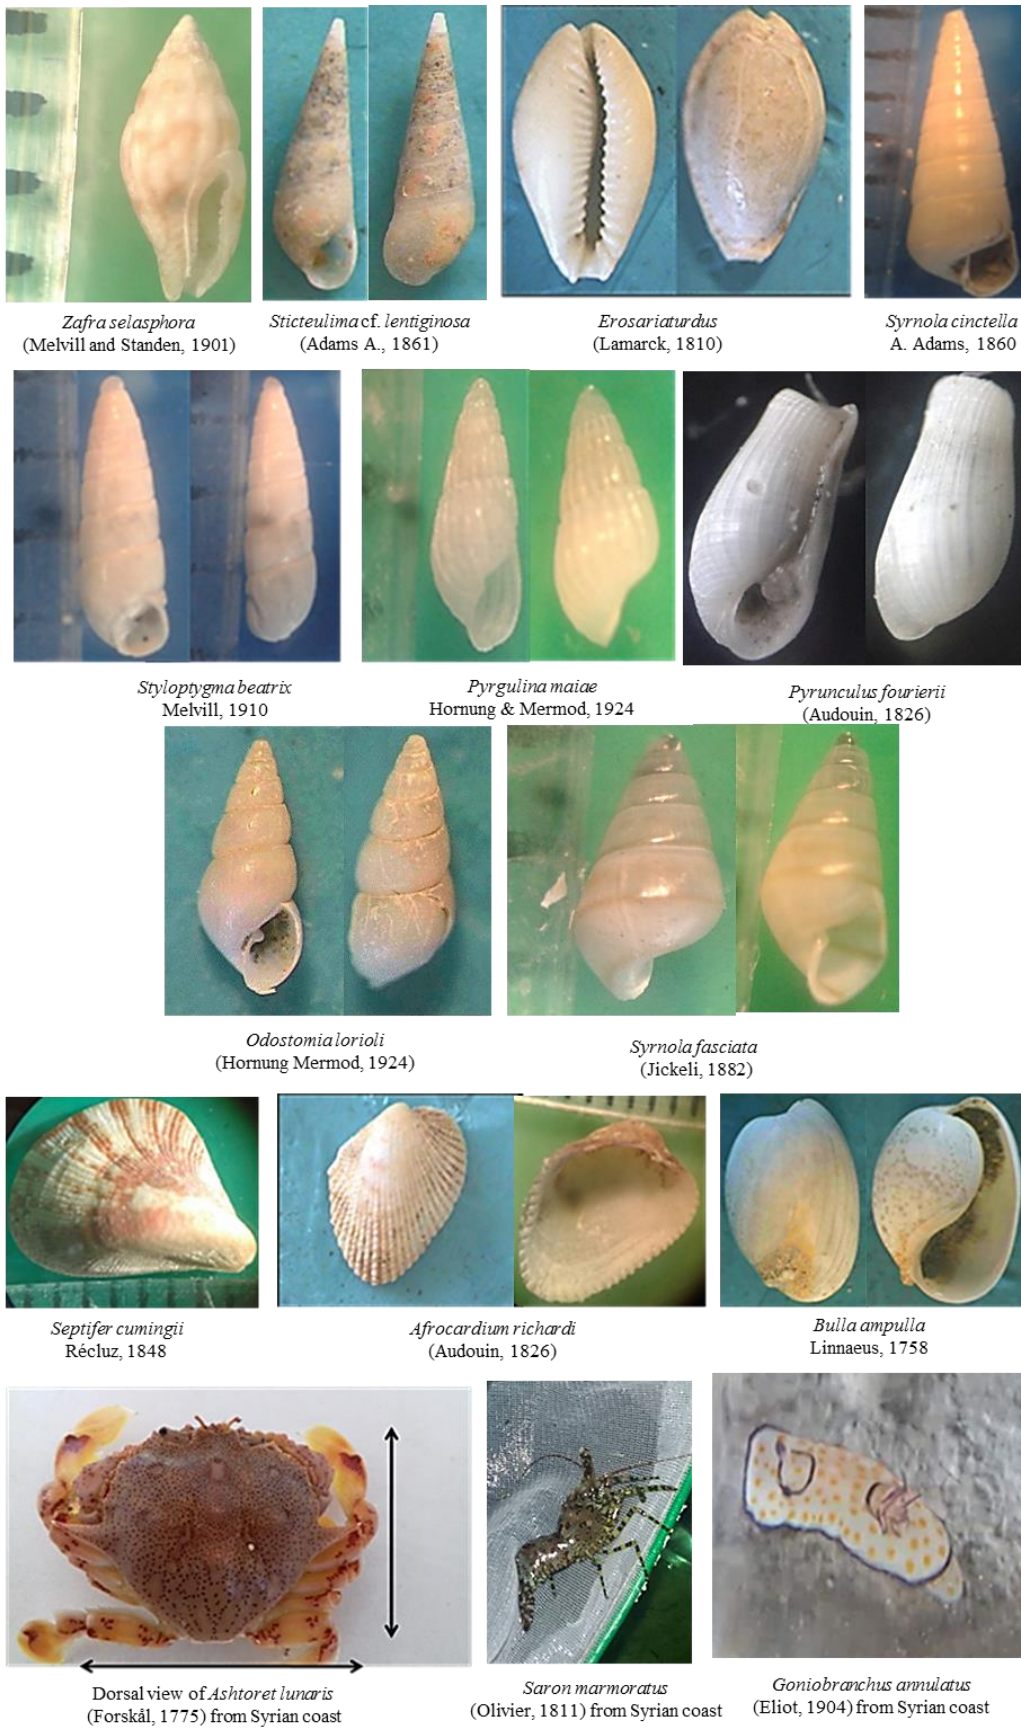 Zafra selasphora
(Melvill and Standen, 1901)
Sticteulima cf. lentiginosa
(Adams A., 1861)
Erosariaturdus
(Lamarck, 1810)
Syrnola cinctella
A. Adams, 1860
Styloptygma beatrix
Melvill, 1910
Pyrgulina maiae
Hornung & Mermod, 1924
Pyrunculus fourierii
(Audouin, 1826)
Odostomia lorioli
(Hornung Mermod, 1924)
Syrnola fasciata
(Jickeli, 1882)
Septifer cumingii
Récluz, 1848
Afrocardium richardi
(Audouin, 1826)
Bulla ampulla
Linnaeus, 1758
Dorsal view of Ashtoret lunaris
(Forskål, 1775) from Syrian coast
Saron marmoratus
(Olivier, 1811) from Syrian coast
Goniobranchus annulatus
(Eliot, 1904) from Syrian coast